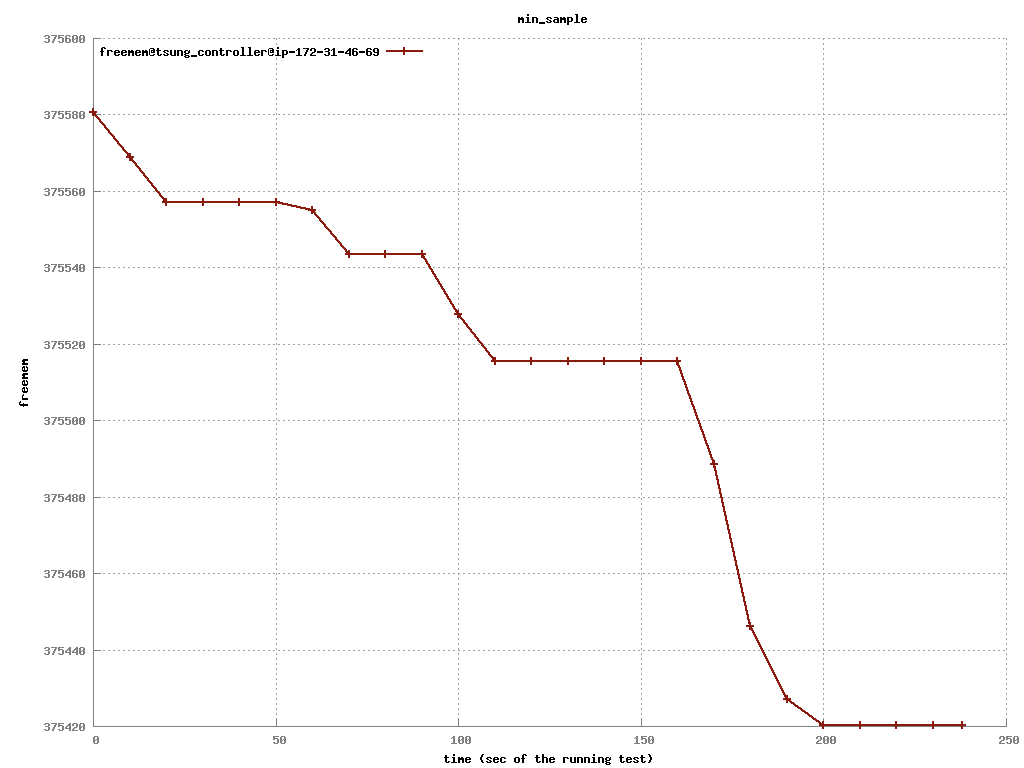 min_sample
freemem@tsung_controller@ip-172-31-46-69
375600
375580
375560
375540
375520
375500
375480
375460
375440
375420
freemem
0 50 100 150 200 250
time (sec of the running test)